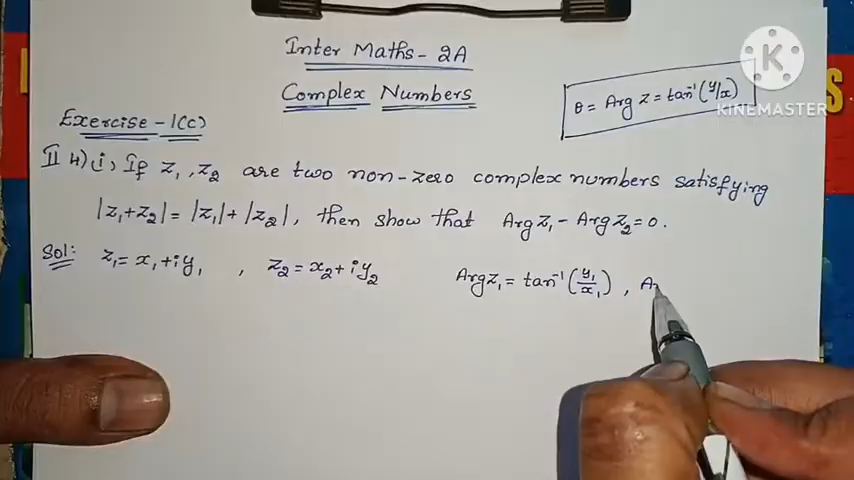 Inter Maths - 2A
Complex Numbers
θ = Arg z = tan⁻¹(y/x)
K
KINEMASTER
Exercise - 1(c)
II 4) (i) If z₁, z₂ are two non-zero complex numbers satisfying
|z₁+z₂| = |z₁| + |z₂|, then show that Arg z₁ - Arg z₂ = 0.
Sol: z₁ = x₁ + iy₁ , z₂ = x₂ + iy₂ Arg z₁ = tan⁻¹(y₁/x₁) , A
S